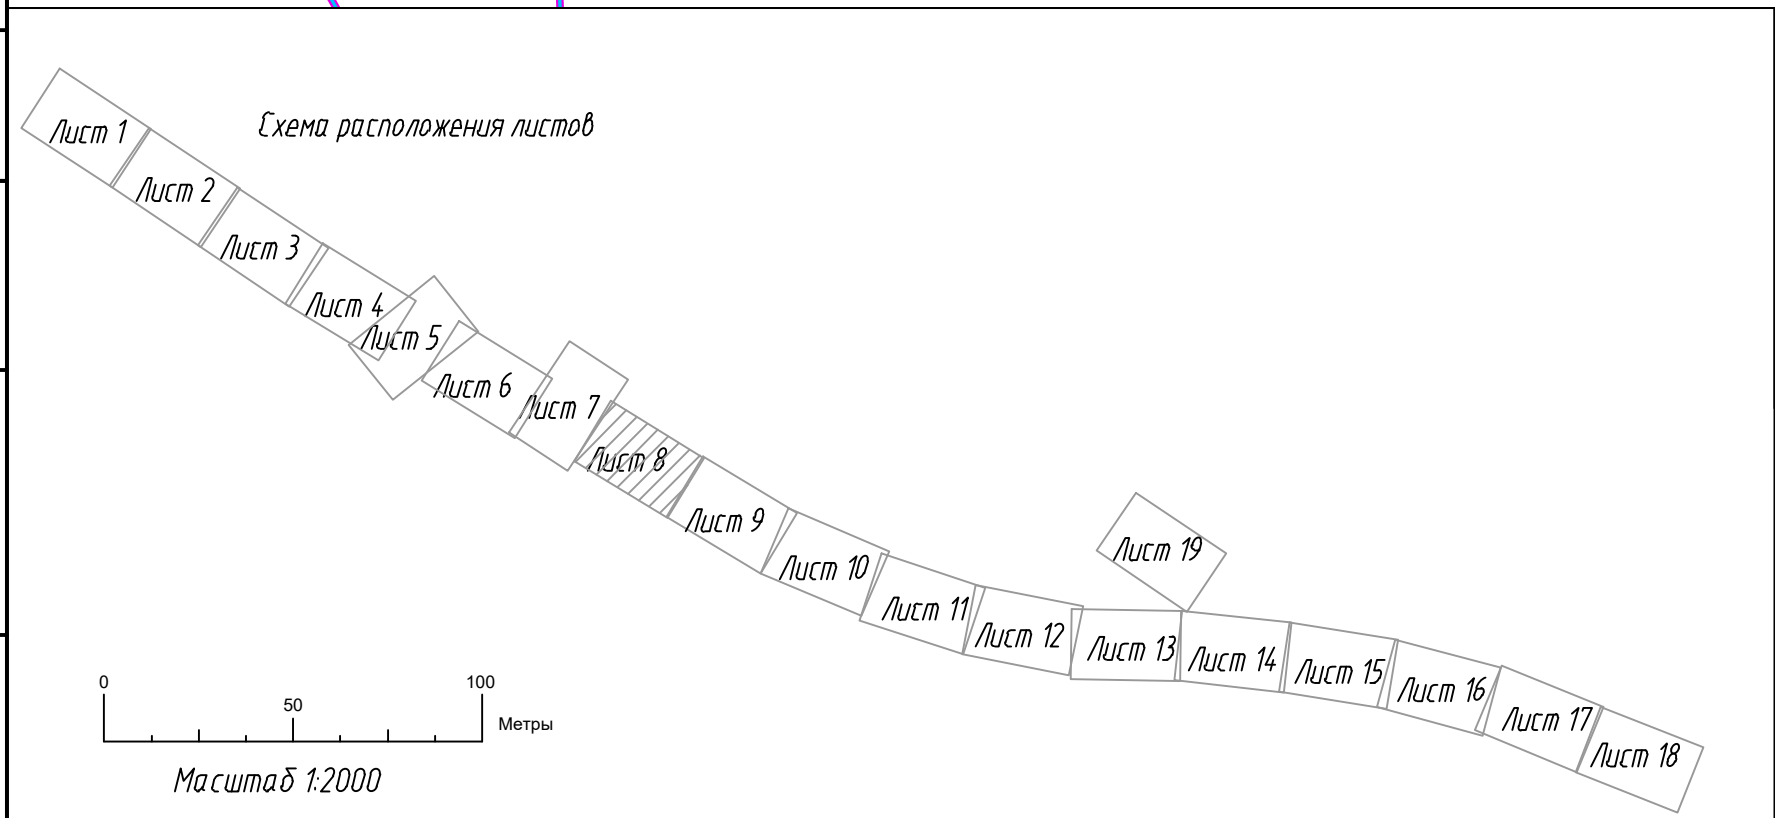 Схема расположения листов
Лист 1
Лист 2
Лист 3
Лист 4
Лист 5
Лист 6
Лист 7
Лист 8
Лист 9
Лист 10
Лист 11
Лист 12
Лист 13
Лист 14
Лист 15
Лист 16
Лист 17
Лист 18
Лист 19
0 50 100
Метры
Масштаб 1:2000